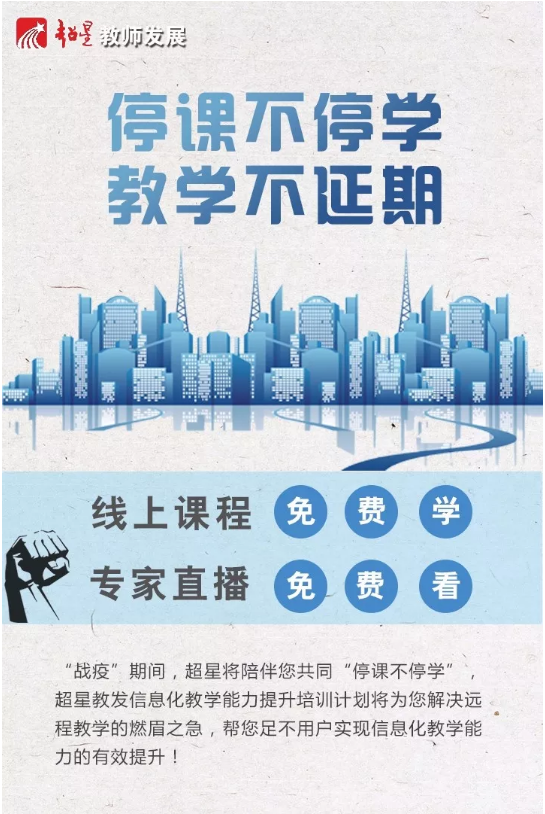 超星 教师发展
停课不停学
教学不延期
线上课程 免费学
专家直播 免费看
“战疫”期间，超星将陪伴您共同“停课不停学”，
超星教发信息化教学能力提升培训计划将为您解决远
程教学的燃眉之急，帮您足不用户实现信息化教学能
力的有效提升！